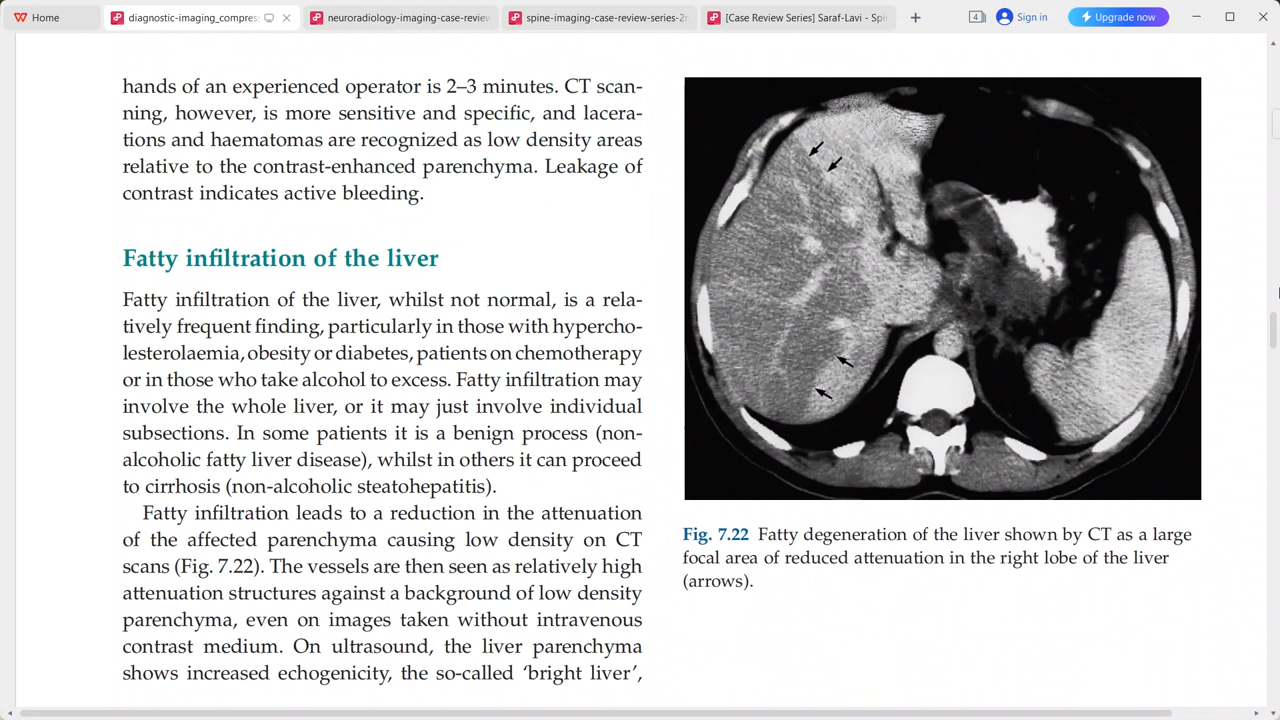 Home
diagnostic-imaging_compres
neuroradiology-imaging-case-review
spine-imaging-case-review-series-2
[Case Review Series] Saraf-Lavi - Spi
4
Sign in
Upgrade now
hands of an experienced operator is 2–3 minutes. CT scan-
ning, however, is more sensitive and specific, and lacera-
tions and haematomas are recognized as low density areas
relative to the contrast-enhanced parenchyma. Leakage of
contrast indicates active bleeding.
Fatty infiltration of the liver
Fatty infiltration of the liver, whilst not normal, is a rela-
tively frequent finding, particularly in those with hypercho-
lesterolaemia, obesity or diabetes, patients on chemotherapy
or in those who take alcohol to excess. Fatty infiltration may
involve the whole liver, or it may just involve individual
subsections. In some patients it is a benign process (non-
alcoholic fatty liver disease), whilst in others it can proceed
to cirrhosis (non-alcoholic steatohepatitis).
Fatty infiltration leads to a reduction in the attenuation
of the affected parenchyma causing low density on CT
scans (Fig. 7.22). The vessels are then seen as relatively high
attenuation structures against a background of low density
parenchyma, even on images taken without intravenous
contrast medium. On ultrasound, the liver parenchyma
shows increased echogenicity, the so-called ‘bright liver’,
Fig. 7.22 Fatty degeneration of the liver shown by CT as a large
focal area of reduced attenuation in the right lobe of the liver
(arrows).